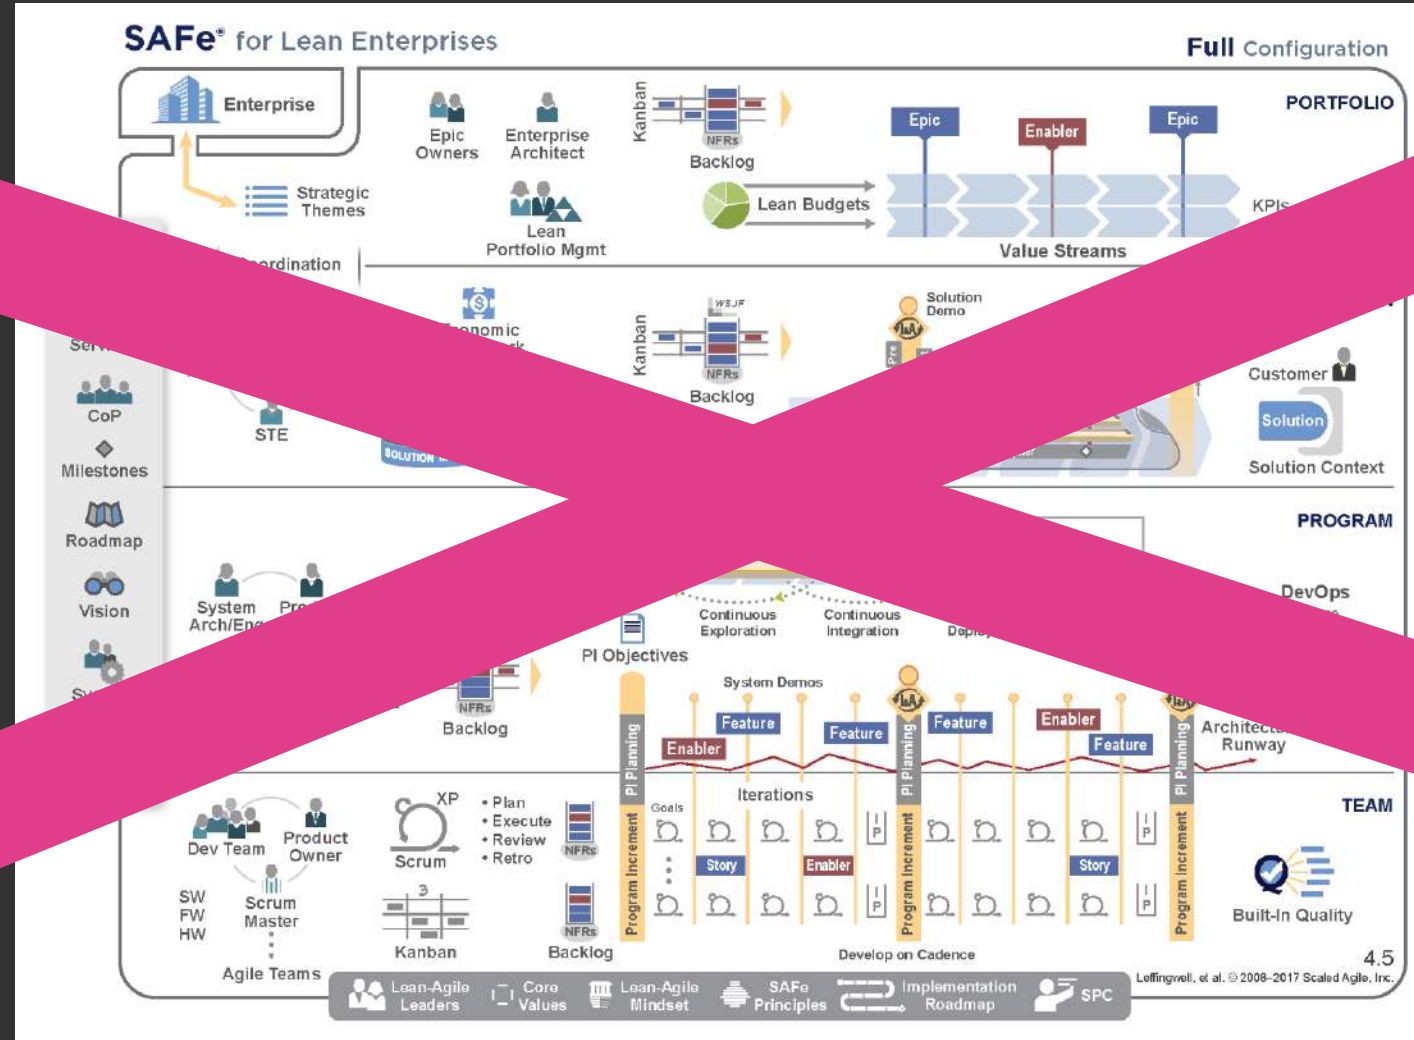 SAFe® for Lean Enterprises
Full Configuration
Enterprise
PORTFOLIO
Epic
Owners
Enterprise
Architect
Kanban
NFRs
Backlog
Epic
Enabler
Epic
Strategic
Themes
Lean
Portfolio Mgmt
Lean Budgets
KPIs
Value Streams
WSJF
Kanban
NFRs
Backlog
Solution
Demo
I&A
Pre
Customer
Solution
Solution Context
CoP
STE
Milestones
Roadmap
Vision
PROGRAM
System
DevOps
Continuous
Exploration
Continuous
Integration
PI Objectives
NFRs
Backlog
System Demos
Enabler
Feature
Feature
I&A
Feature
Enabler
Feature
Runway
PI Planning
PI Planning
PI Planning
TEAM
Dev Team
Product
Owner
Scrum
Master
SW
FW
HW
Agile Teams
XP
Scrum
• Plan
• Execute
• Review
• Retro
3
Kanban
NFRs
NFRs
Backlog
Program Increment
Goals
Iterations
Story
Enabler
I P
I P
Program Increment
Story
I P
I P
Program Increment
Develop on Cadence
Built-In Quality
4.5
Leffingwell, et al. © 2008–2017 Scaled Agile, Inc.
Lean-Agile
Leaders
Core
Values
Lean-Agile
Mindset
SAFe
Principles
Implementation
Roadmap
SPC